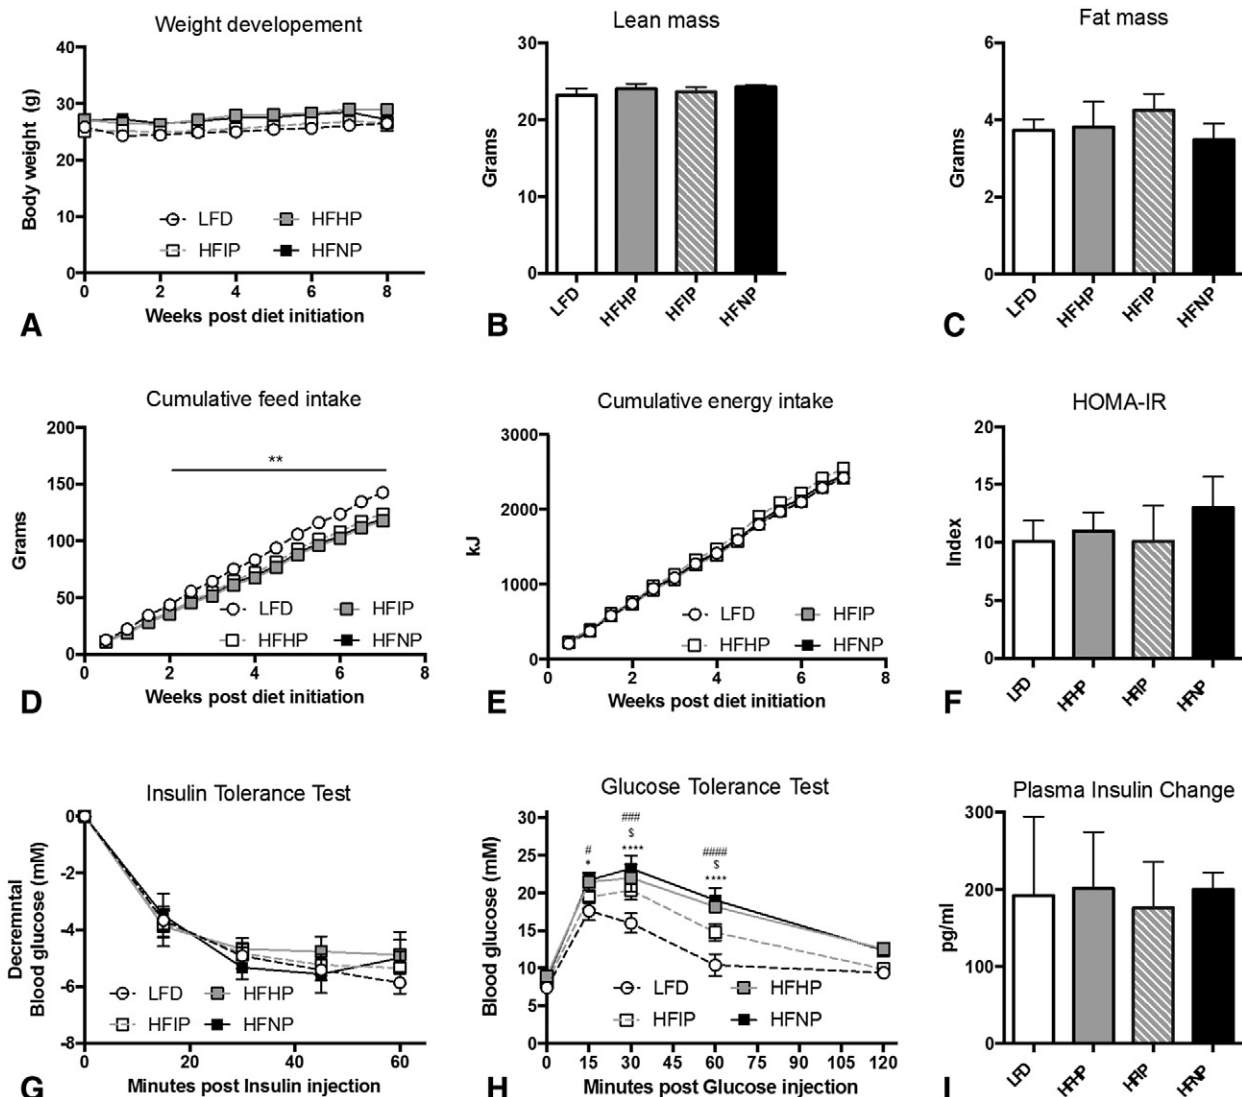 Weight developement
40
30
20
10
0
Body weight (g)
LFD
HFHP
HFIP
HFNP
0 2 4 6 8
Weeks post diet initiation
A
Lean mass
30
20
10
0
Grams
LFD HFHP HFIP HFNP
B
Fat mass
6
4
2
0
Grams
LFD HFHP HFIP HFNP
C
Cumulative feed intake
200
150
100
50
0
Grams
**
LFD
HFIP
HFHP
HFNP
0 2 4 6 8
Weeks post diet initiation
D
Cumulative energy intake
3000
2000
1000
0
kJ
LFD
HFIP
HFHP
HFNP
0 2 4 6 8
Weeks post diet initiation
E
HOMA-IR
20
15
10
5
0
Index
LFD HFHP HFIP HFNP
F
Insulin Tolerance Test
0
-2
-4
-6
-8
Decremntal
Blood glucose (mM)
LFD
HFHP
HFIP
HFNP
0 20 40 60
Minutes post Insulin injection
G
Glucose Tolerance Test
30
25
20
15
10
5
0
Blood glucose (mM)
#
*
###
$
****
####
$
****
LFD
HFHP
HFIP
HFNP
0 15 30 45 60 75 90 105 120
Minutes post Glucose injection
H
Plasma Insulin Change
300
200
100
0
pg/ml
LFD HFHP HFIP HFNP
I